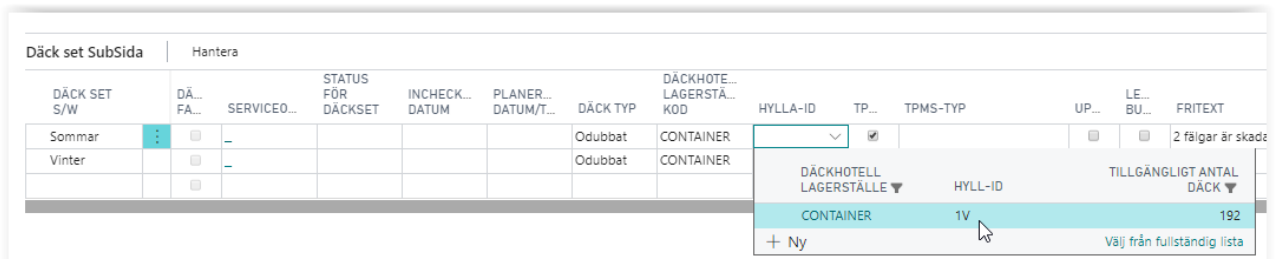 Däck set SubSida Hantera
DÄCK SET S/W DÄ... FA... SERVICEO... STATUS FÖR DÄCKSET INCHECK... DATUM PLANER... DATUM/T... DÄCK TYP DÄCKHOTE... LAGERSTÄ... KOD HYLLA-ID TP... TPMS-TYP UP... LE... BU... FRITEXT
Sommar _ Odubbat CONTAINER 2 fälgar är skada
Vinter _ Odubbat CONTAINER
DÄCKHOTELL LAGERSTÄLLE HYLL-ID TILLGÄNGLIGT ANTAL DÄCK
CONTAINER 1V 192
+ Ny Välj från fullständig lista